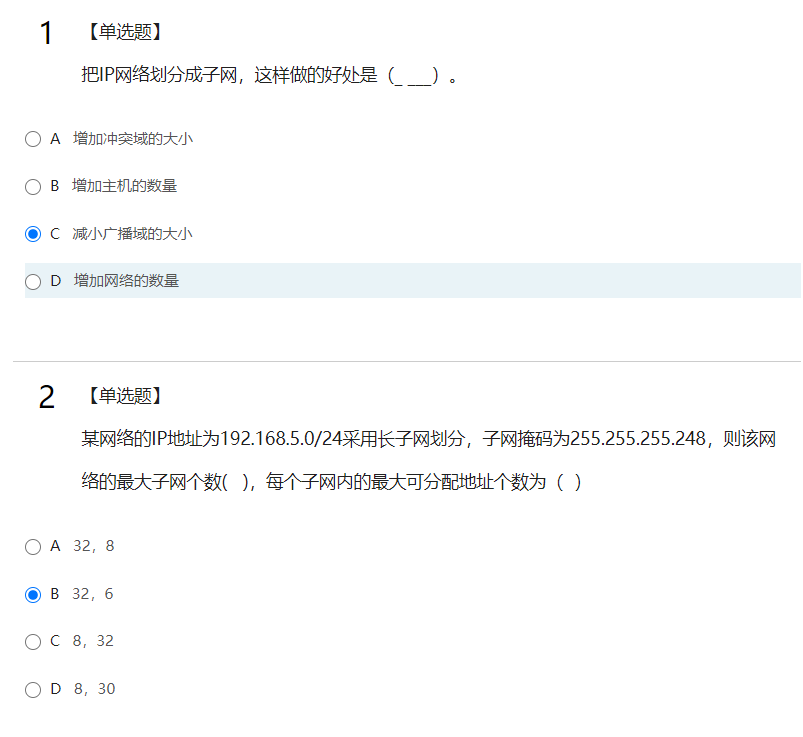 1 【单选题】
把IP网络划分成子网，这样做的好处是（_ ___）。
A 增加冲突域的大小
B 增加主机的数量
C 减小广播域的大小
D 增加网络的数量
2 【单选题】
某网络的IP地址为192.168.5.0/24采用长子网划分，子网掩码为255.255.255.248，则该网
络的最大子网个数( )，每个子网内的最大可分配地址个数为（ ）
A 32，8
B 32，6
C 8，32
D 8，30